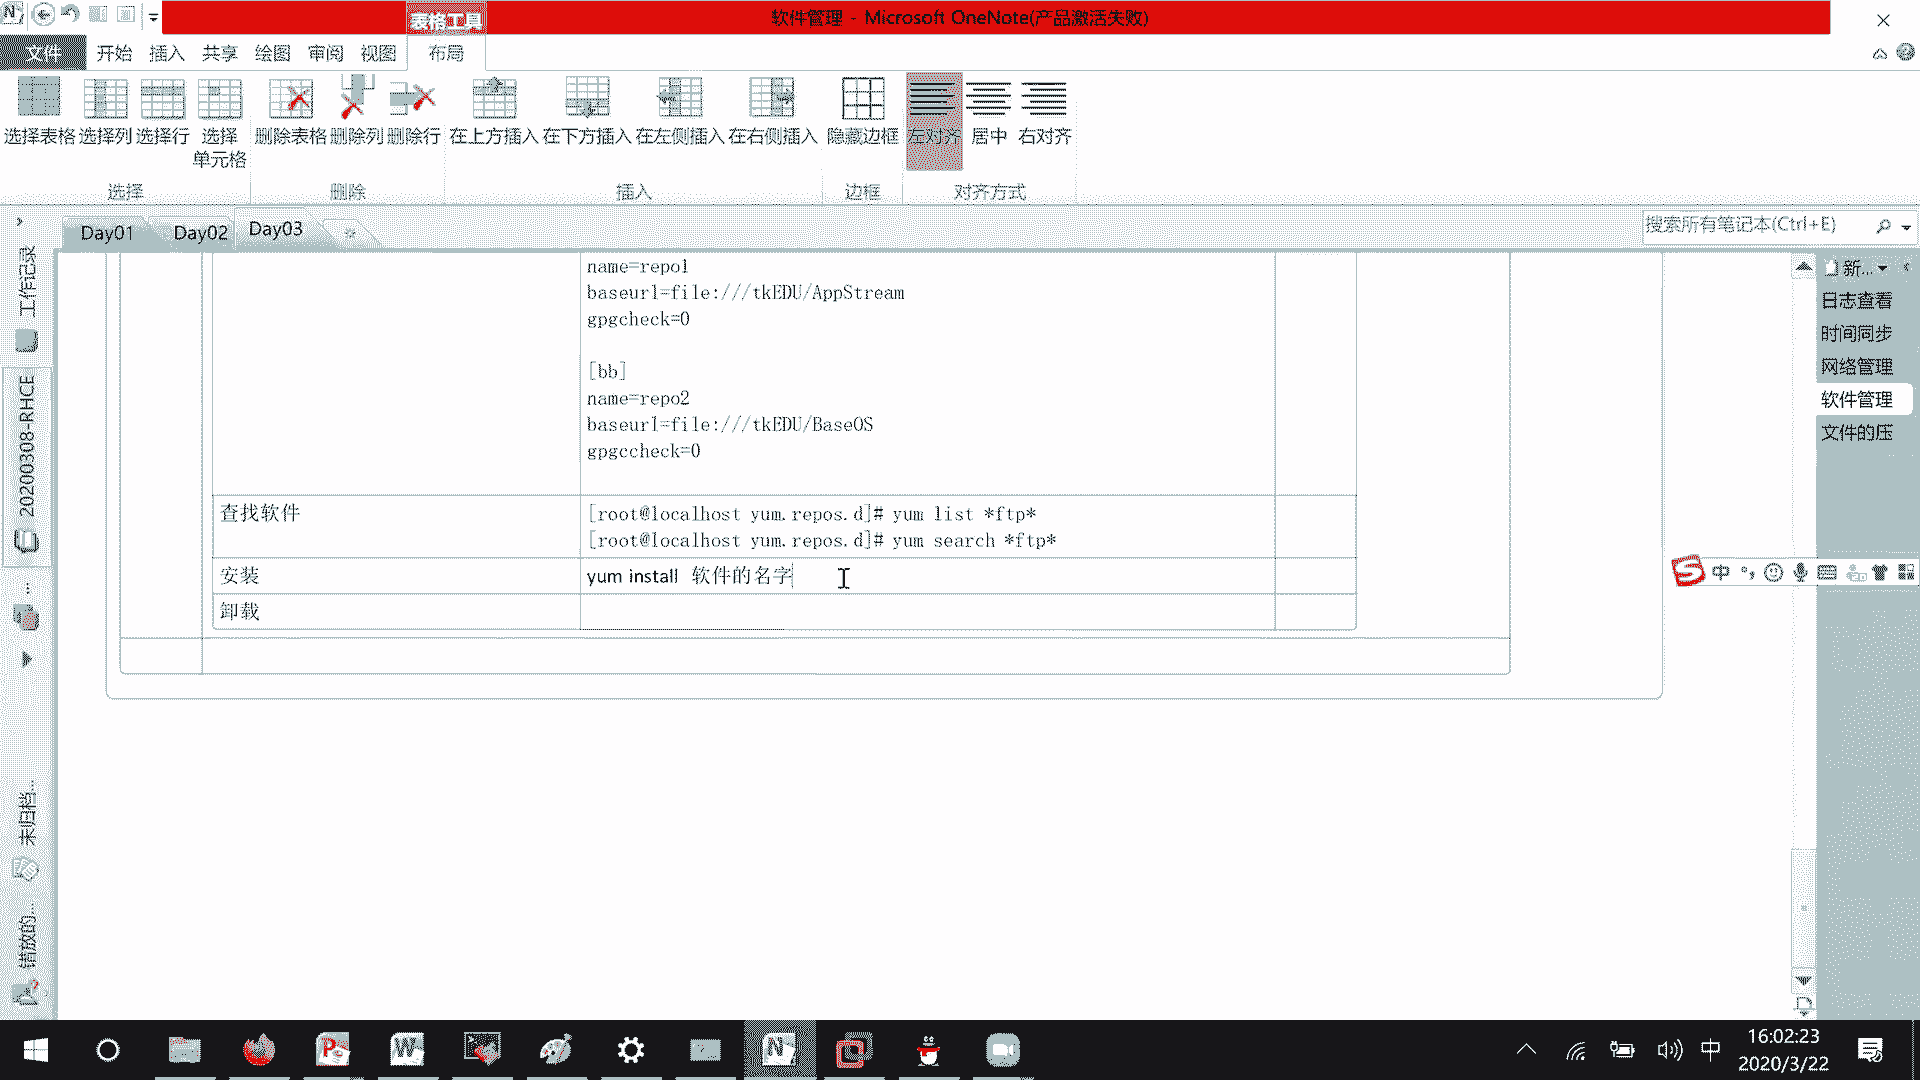 表格工具
软件管理 - Microsoft OneNote(产品激活失败)
文件 开始 插入 共享 绘图 审阅 视图 布局
选择表格 选择列 选择行 选择单元格 删除表格 删除列 删除行 在上方插入 在下方插入 在左侧插入 在右侧插入 隐藏边框 左对齐 居中 右对齐
选择 删除 插入 边框 对齐方式
Day01 Day02 Day03
搜索所有笔记本(Ctrl+E)
工作记录
20200308-RHCE
未归档...
错放的...
新...
日志查看
时间同步
网络管理
软件管理
文件的压
name=repo1
baseurl=file:///tkEDU/AppStream
gpgcheck=0
[bb]
name=repo2
baseurl=file:///tkEDU/BaseOS
gpgccheck=0
查找软件
[root@localhost yum.repos.d]# yum list *ftp*
[root@localhost yum.repos.d]# yum search *ftp*
安装
yum install 软件的名字
卸载
中
中
16:02:23
2020/3/22